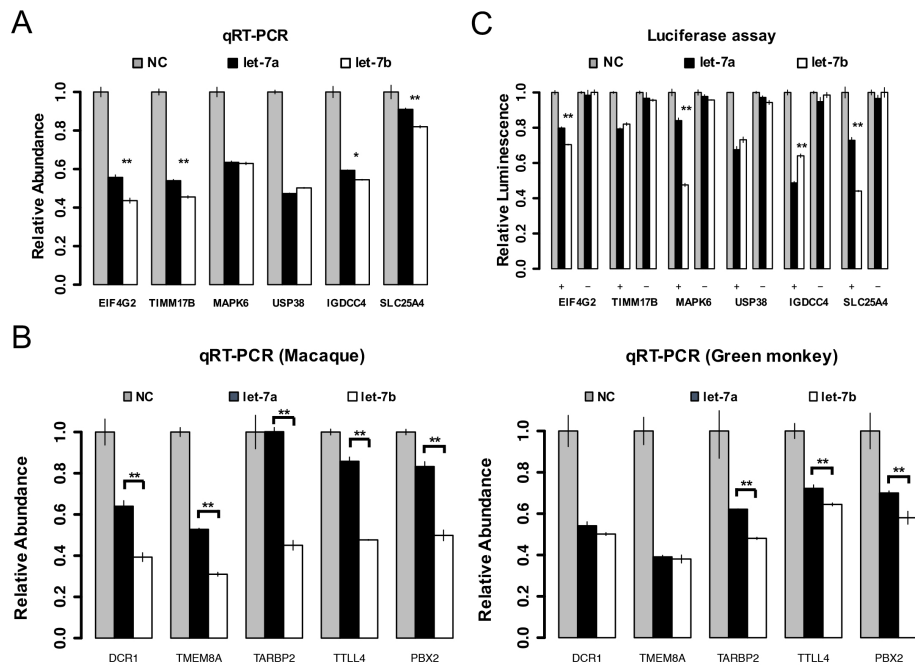 A
qRT-PCR
NC let-7a let-7b
Relative Abundance
1.0
0.8
0.6
0.4
0.2
0.0
** ** * **
EIF4G2 TIMM17B MAPK6 USP38 IGDCC4 SLC25A4
C
Luciferase assay
NC let-7a let-7b
Relative Luminescence
1.0
0.8
0.6
0.4
0.2
0.0
** ** ** **
+ − + − + − + − + − + −
EIF4G2 TIMM17B MAPK6 USP38 IGDCC4 SLC25A4
B
qRT-PCR (Macaque)
NC let-7a let-7b
Relative Abundance
1.0
0.8
0.6
0.4
0.2
0.0
** ** ** ** **
DCR1 TMEM8A TARBP2 TTLL4 PBX2
qRT-PCR (Green monkey)
NC let-7a let-7b
Relative Abundance
1.0
0.8
0.6
0.4
0.2
0.0
** ** **
DCR1 TMEM8A TARBP2 TTLL4 PBX2